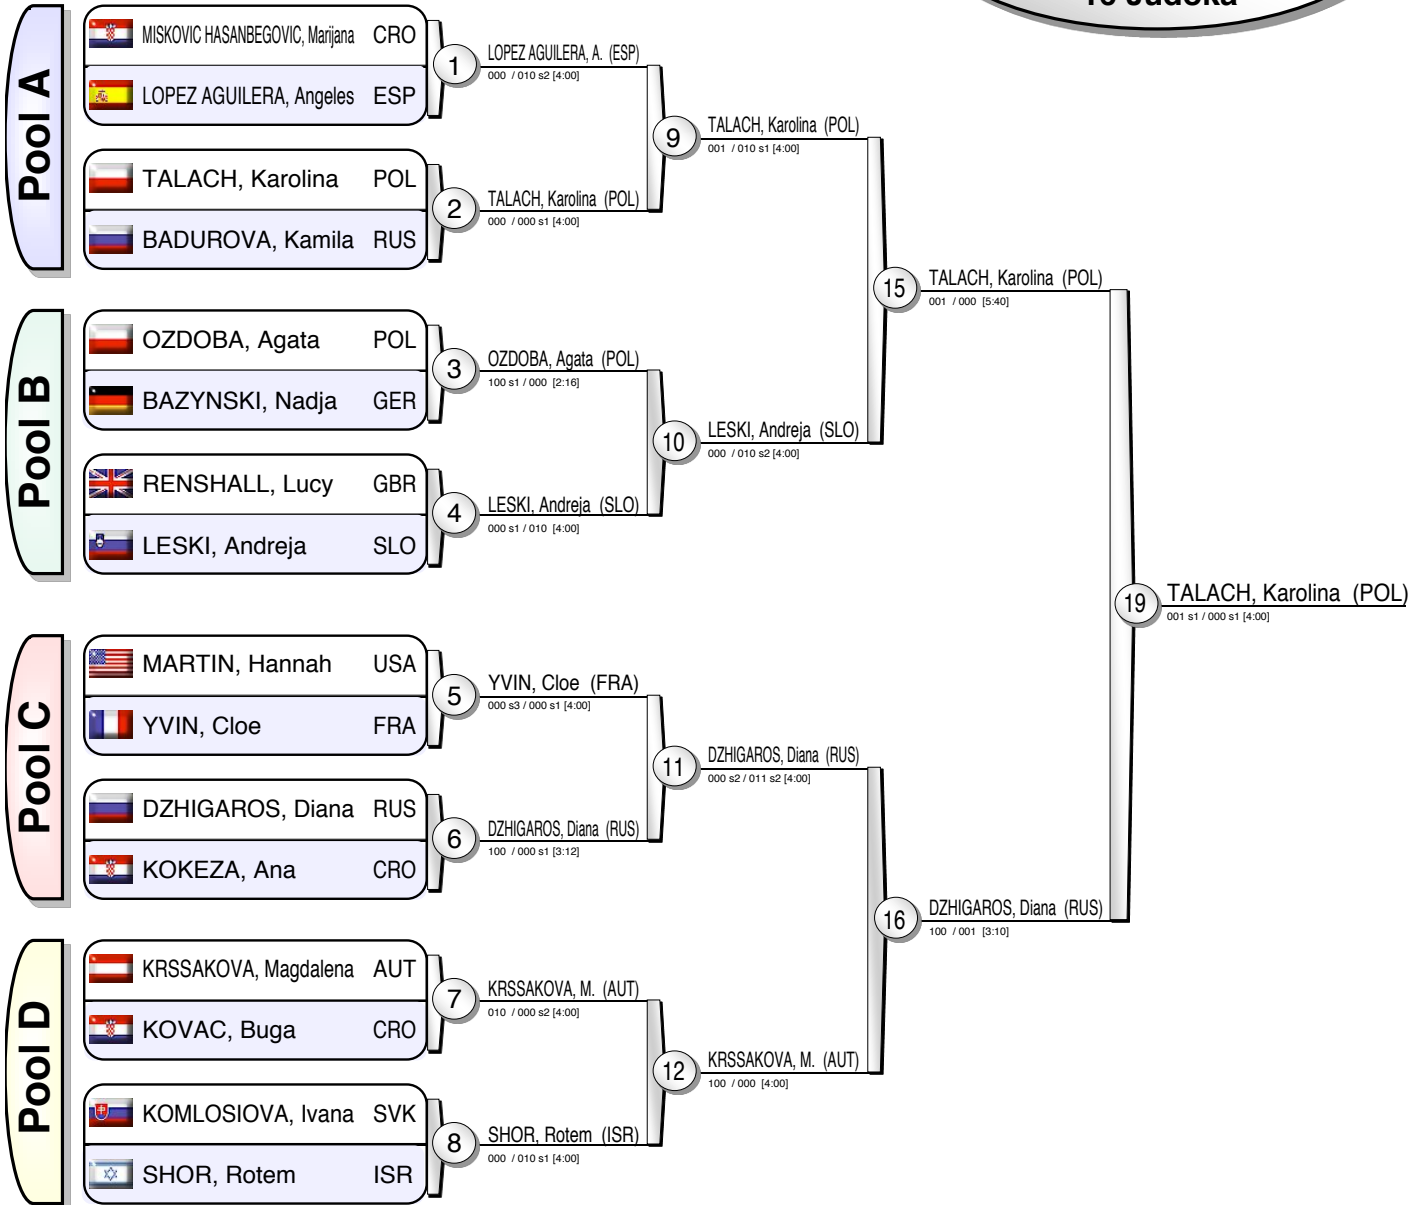 16 Judoka
Pool A
MISKOVIC HASANBEGOVIC, Marijana CRO
LOPEZ AGUILERA, Angeles ESP
TALACH, Karolina POL
BADUROVA, Kamila RUS
Pool B
OZDOBA, Agata POL
BAZYNSKI, Nadja GER
RENSHALL, Lucy GBR
LESKI, Andreja SLO
Pool C
MARTIN, Hannah USA
YVIN, Cloe FRA
DZHIGAROS, Diana RUS
KOKEZA, Ana CRO
Pool D
KRSSAKOVA, Magdalena AUT
KOVAC, Buga CRO
KOMLOSIOVA, Ivana SVK
SHOR, Rotem ISR
1
LOPEZ AGUILERA, A. (ESP)
000 / 010 s2 [4:00]
2
TALACH, Karolina (POL)
000 / 000 s1 [4:00]
3
OZDOBA, Agata (POL)
100 s1 / 000 [2:16]
4
LESKI, Andreja (SLO)
000 s1 / 010 [4:00]
5
YVIN, Cloe (FRA)
000 s3 / 000 s1 [4:00]
6
DZHIGAROS, Diana (RUS)
100 / 000 s1 [3:12]
7
KRSSAKOVA, M. (AUT)
010 / 000 s2 [4:00]
8
SHOR, Rotem (ISR)
000 / 010 s1 [4:00]
9
TALACH, Karolina (POL)
001 / 010 s1 [4:00]
10
LESKI, Andreja (SLO)
000 / 010 s2 [4:00]
11
DZHIGAROS, Diana (RUS)
000 s2 / 011 s2 [4:00]
12
KRSSAKOVA, M. (AUT)
100 / 000 [4:00]
15
TALACH, Karolina (POL)
001 / 000 [5:40]
16
DZHIGAROS, Diana (RUS)
100 / 001 [3:10]
19
TALACH, Karolina (POL)
001 s1 / 000 s1 [4:00]